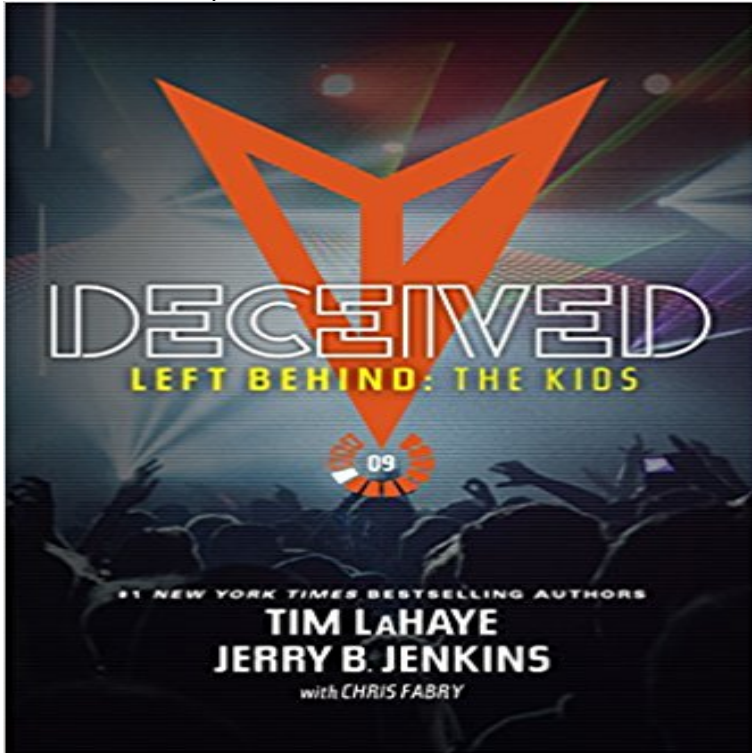 DECEIVED
LEFT BEHIND: THE KIDS
09
#1 NEW YORK TIMES BESTSELLING AUTHORS
TIM LAHAYE
JERRY B. JENKINS
with CHRIS FABRY